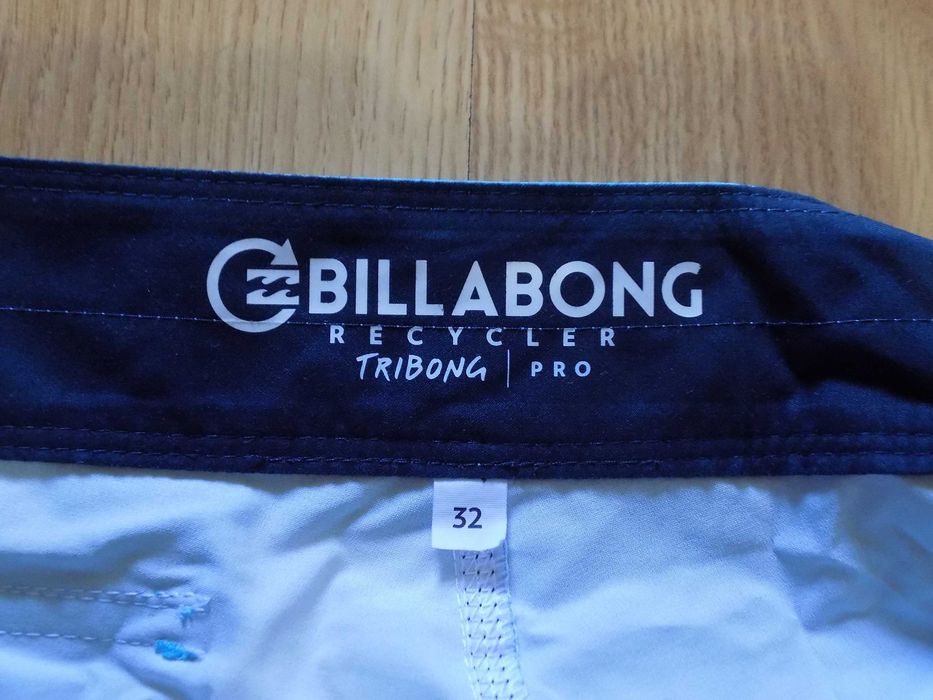 BILLABONG
RECYCLER
TRIBONG | PRO
32